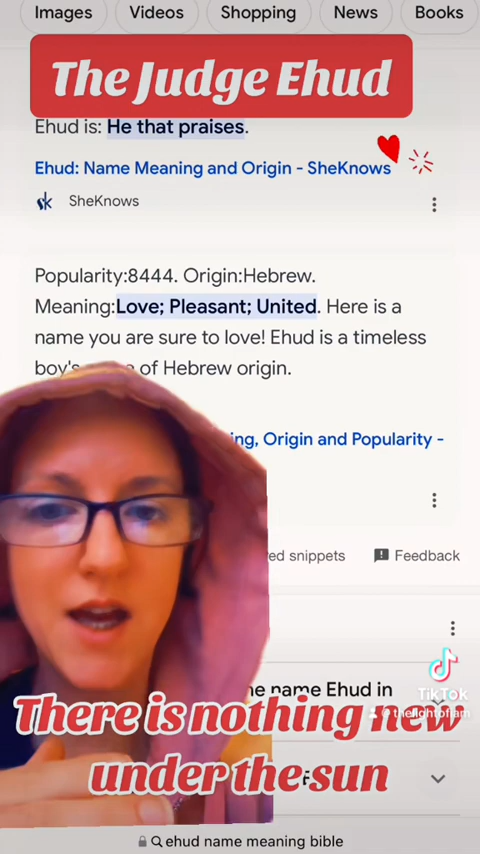 Images Videos Shopping News Books
The Judge Ehud
Ehud is: He that praises.
Ehud: Name Meaning and Origin - SheKnows
sk SheKnows
Popularity:8444. Origin:Hebrew.
Meaning:Love; Pleasant; United. Here is a
name you are sure to love! Ehud is a timeless
boy's of Hebrew origin.
Origin and Popularity -
snippets Feedback
name Ehud in
TikTok
There is nothing new
under the sun
ehud name meaning bible